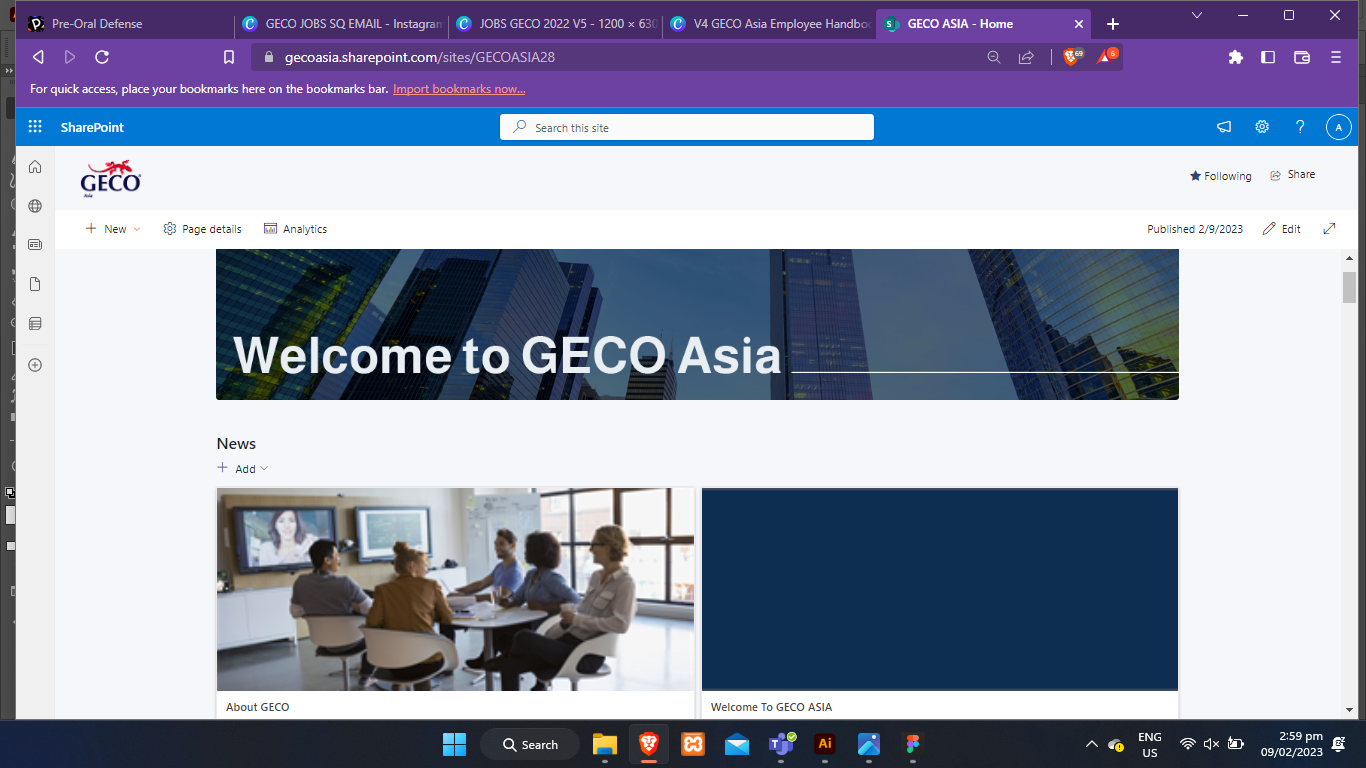 Pre-Oral Defense
GECO JOBS SQ EMAIL - Instagram
JOBS GECO 2022 V5 - 1200 × 630
V4 GECO Asia Employee Handboo
GECO ASIA - Home
gecoasia.sharepoint.com/sites/GECOASIA28
69
6
For quick access, place your bookmarks here on the bookmarks bar. Import bookmarks now...
SharePoint
Search this site
A
GECO
Asia
Following
Share
New
Page details
Analytics
Published 2/9/2023
Edit
Welcome to GECO Asia
News
Add
About GECO
Welcome To GECO ASIA
Search
Ai
ENG
US
2:59 pm
09/02/2023